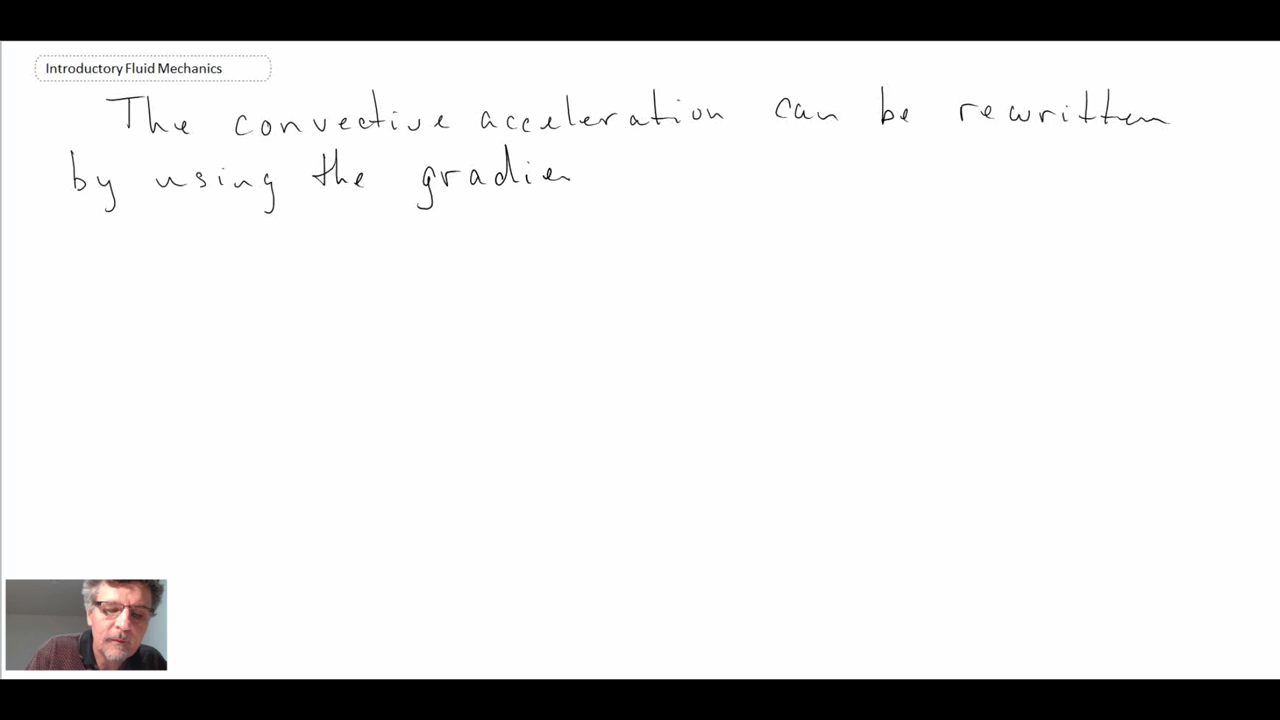 Introductory Fluid Mechanics
The convective acceleration can be rewritten
by using the gradien